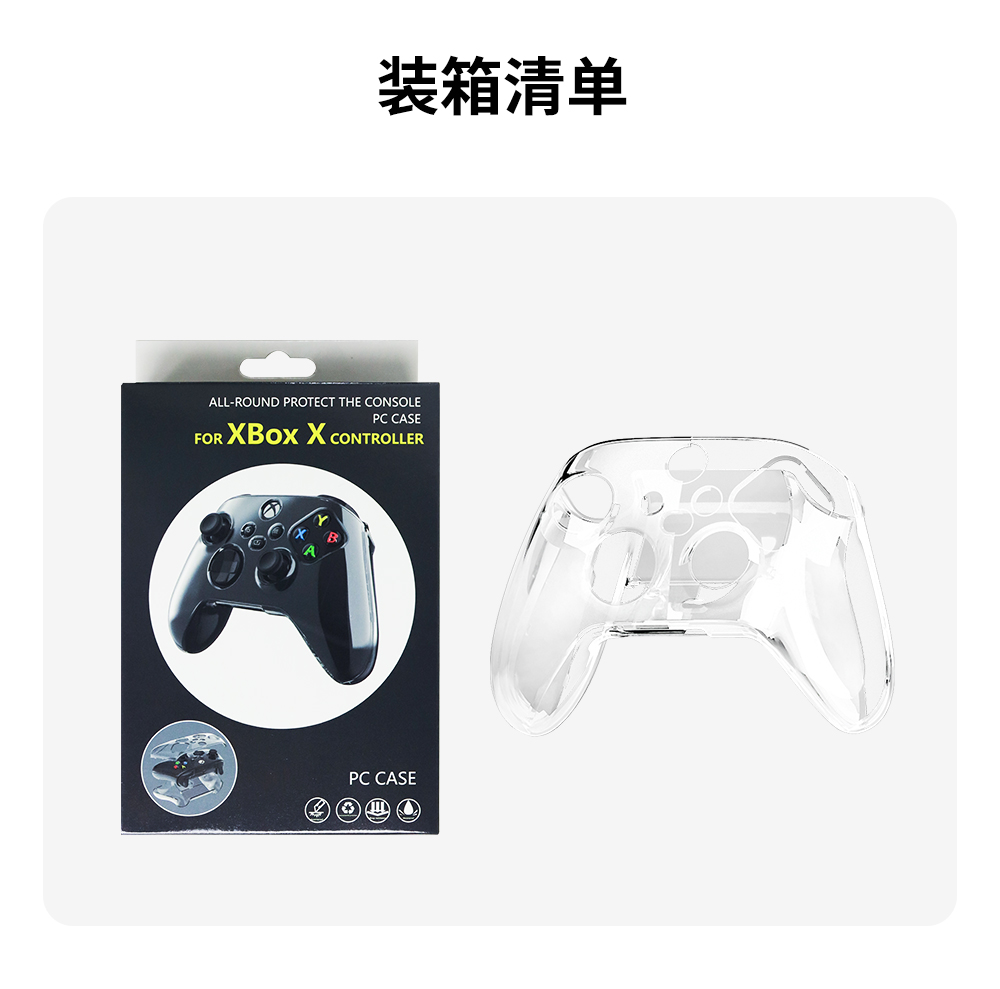 装箱清单
ALL-ROUND PROTECT THE CONSOLE
PC CASE
FOR XBox X CONTROLLER
Y
X B
A
PC CASE